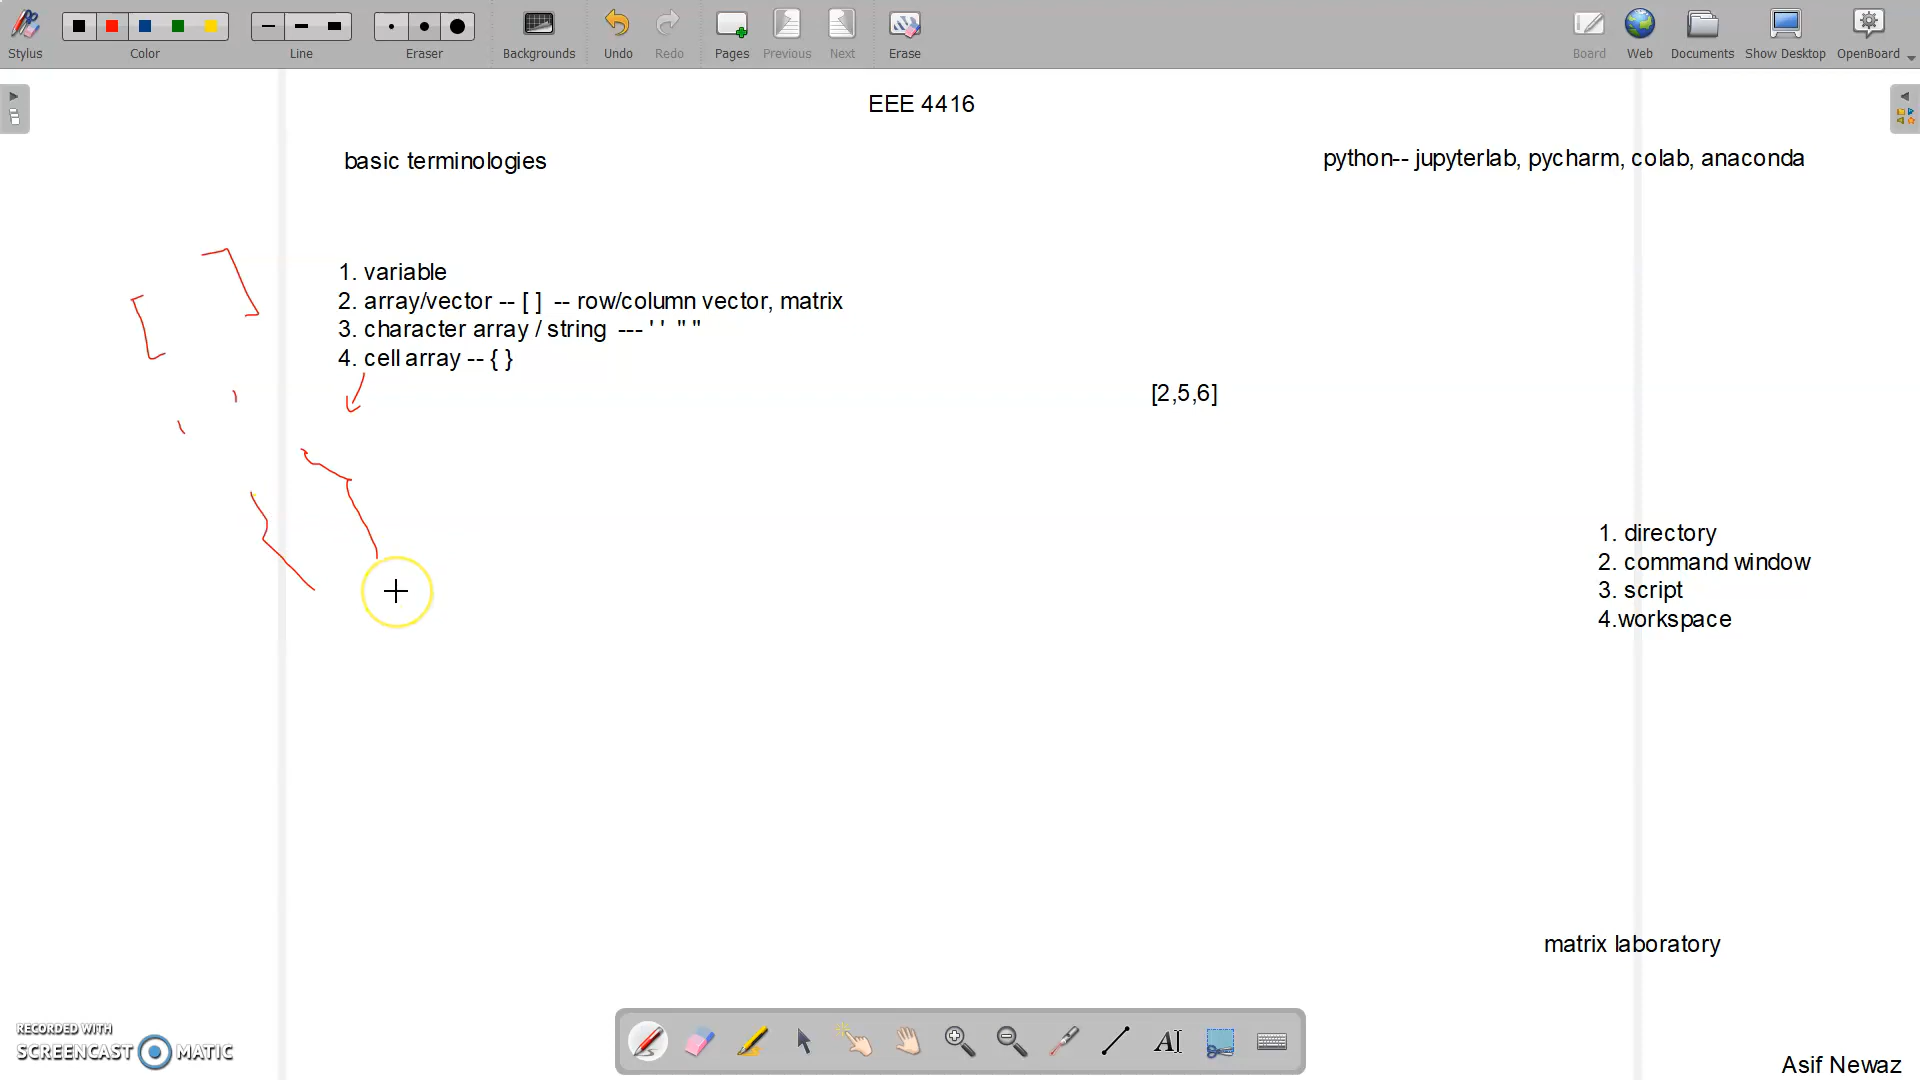 Stylus
Color
Line
Eraser
Backgrounds
Undo
Redo
Pages
Previous
Next
Erase
Board
Web
Documents
Show Desktop
OpenBoard
EEE 4416
basic terminologies
python-- jupyterlab, pycharm, colab, anaconda
1. variable
2. array/vector -- [ ]  -- row/column vector, matrix
3. character array / string  --- ' '  " "
4. cell array -- { }
[2,5,6]
1. directory
2. command window
3. script
4.workspace
matrix laboratory
RECORDED WITH
SCREENCAST MATIC
Asif Newaz